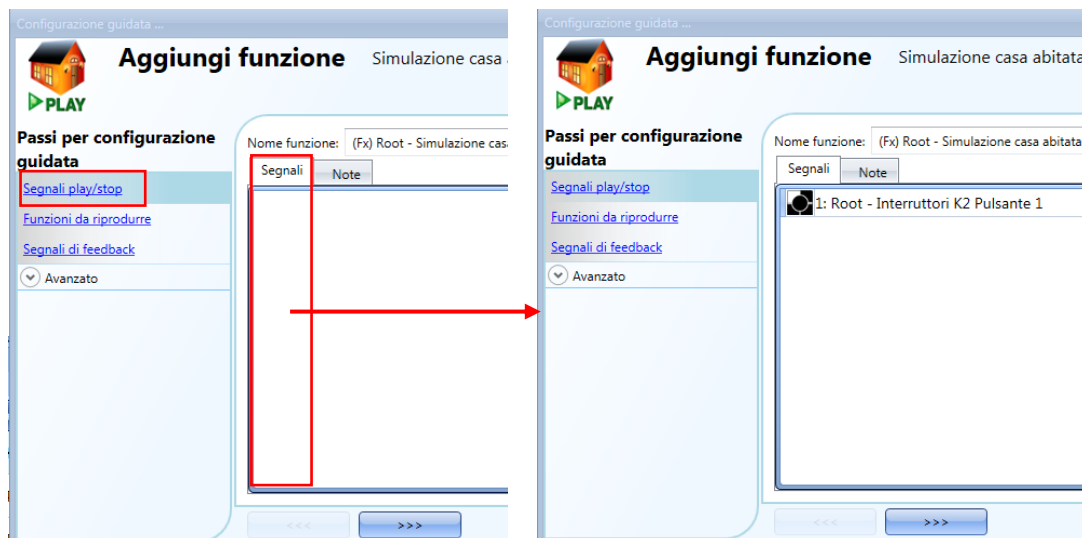 Configurazione guidata ...
Aggiungi funzione Simulazione casa
PLAY
Passi per configurazione
guidata
Segnali play/stop
Funzioni da riprodurre
Segnali di feedback
Avanzato
Nome funzione: (Fx) Root - Simulazione cas
Segnali Note
<<< >>>
Configurazione guidata ...
Aggiungi funzione Simulazione casa abitata
PLAY
Passi per configurazione
guidata
Segnali play/stop
Funzioni da riprodurre
Segnali di feedback
Avanzato
Nome funzione: (Fx) Root - Simulazione casa abitata
Segnali Note
1: Root - Interruttori K2 Pulsante 1
<<< >>>